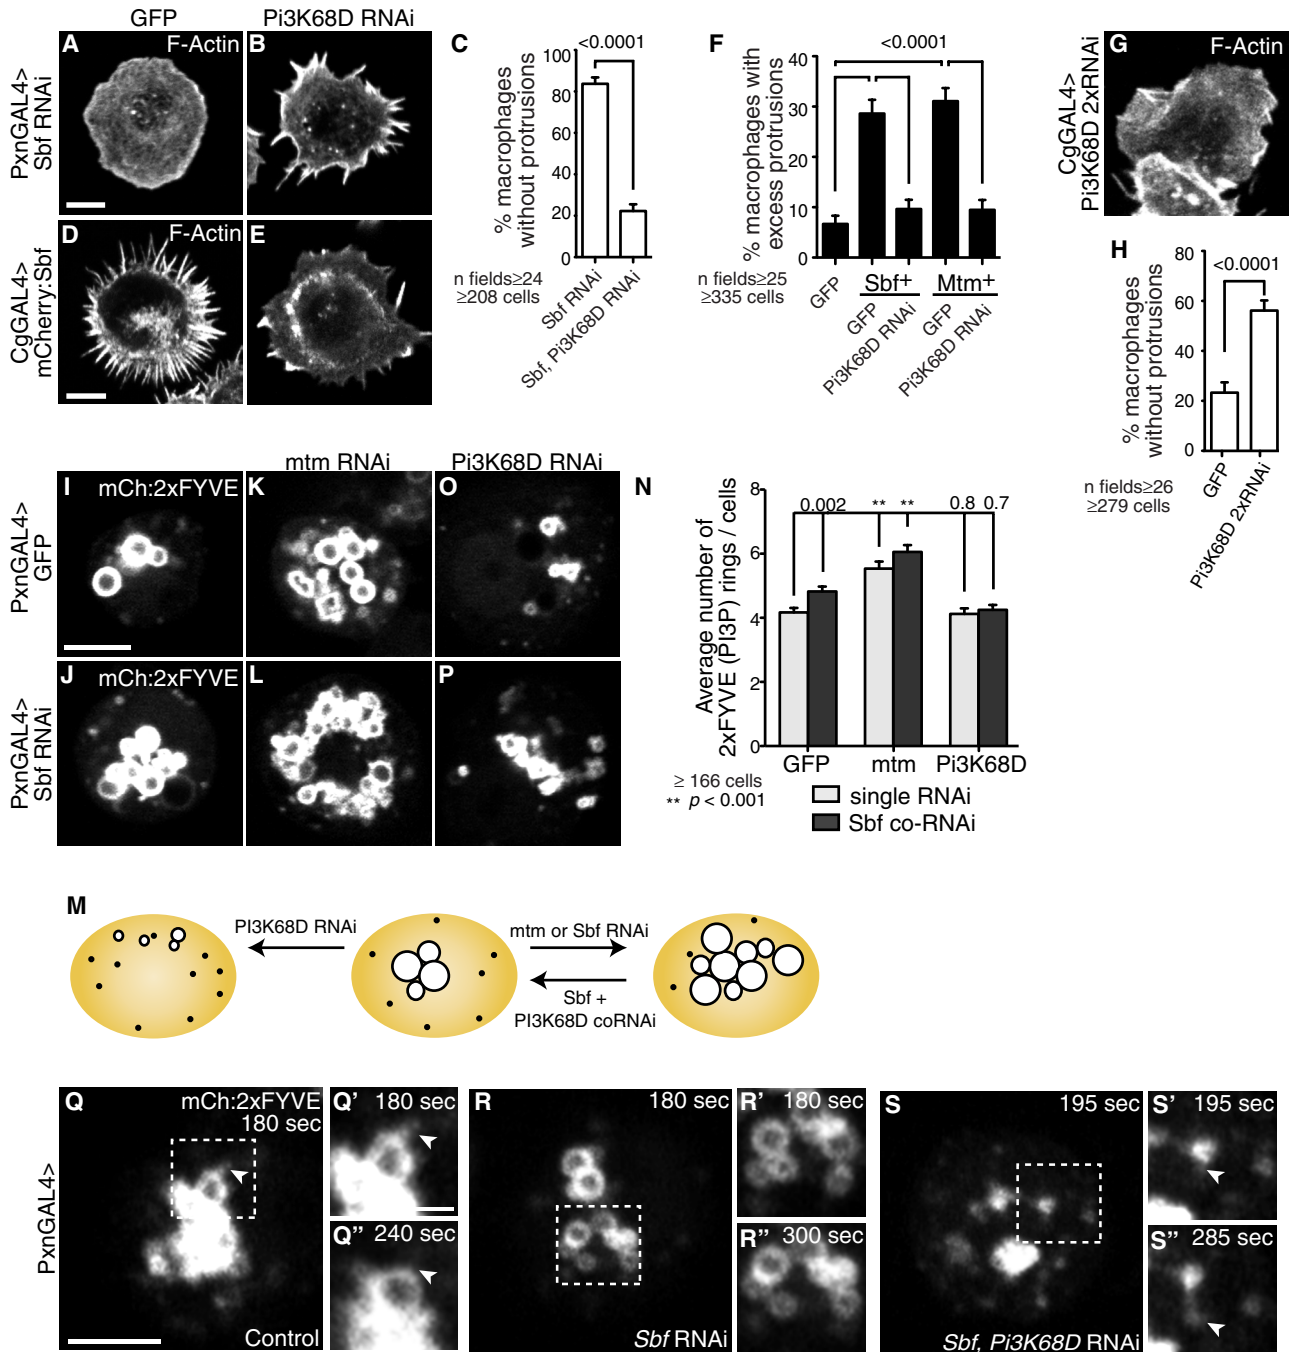 GFP
Pi3K68D RNAi
PxnGAL4>
Sbf RNAi
A
F-Actin
B
CgGAL4>
mCherry:Sbf
D
F-Actin
E
C
<0.0001
% macrophages
without protrusions
100
80
60
40
20
0
n fields≥24
≥208 cells
Sbf RNAi
Sbf, Pi3K68D RNAi
F
<0.0001
% macrophages with
excess protrusions
40
30
20
10
0
n fields≥25
≥335 cells
Sbf+
Mtm+
GFP
GFP
Pi3K68D RNAi
GFP
Pi3K68D RNAi
CgGAL4>
Pi3K68D 2xRNAi
G
F-Actin
H
<0.0001
% macrophages
without protrusions
80
60
40
20
0
n fields≥26
≥279 cells
GFP
Pi3K68D 2xRNAi
mtm RNAi
Pi3K68D RNAi
PxnGAL4>
GFP
I
mCh:2xFYVE
K
O
PxnGAL4>
Sbf RNAi
J
mCh:2xFYVE
L
P
N
Average number of
2xFYVE (PI3P) rings / cells
8
6
4
2
0
0.002
**
**
0.8
0.7
GFP
mtm
Pi3K68D
≥ 166 cells
** p < 0.001
single RNAi
Sbf co-RNAi
M
PI3K68D RNAi
mtm or Sbf RNAi
Sbf +
PI3K68D coRNAi
PxnGAL4>
Q
mCh:2xFYVE
180 sec
Control
Q'
180 sec
Q"
240 sec
R
180 sec
Sbf RNAi
R'
180 sec
R"
300 sec
S
195 sec
Sbf, Pi3K68D RNAi
S'
195 sec
S"
285 sec